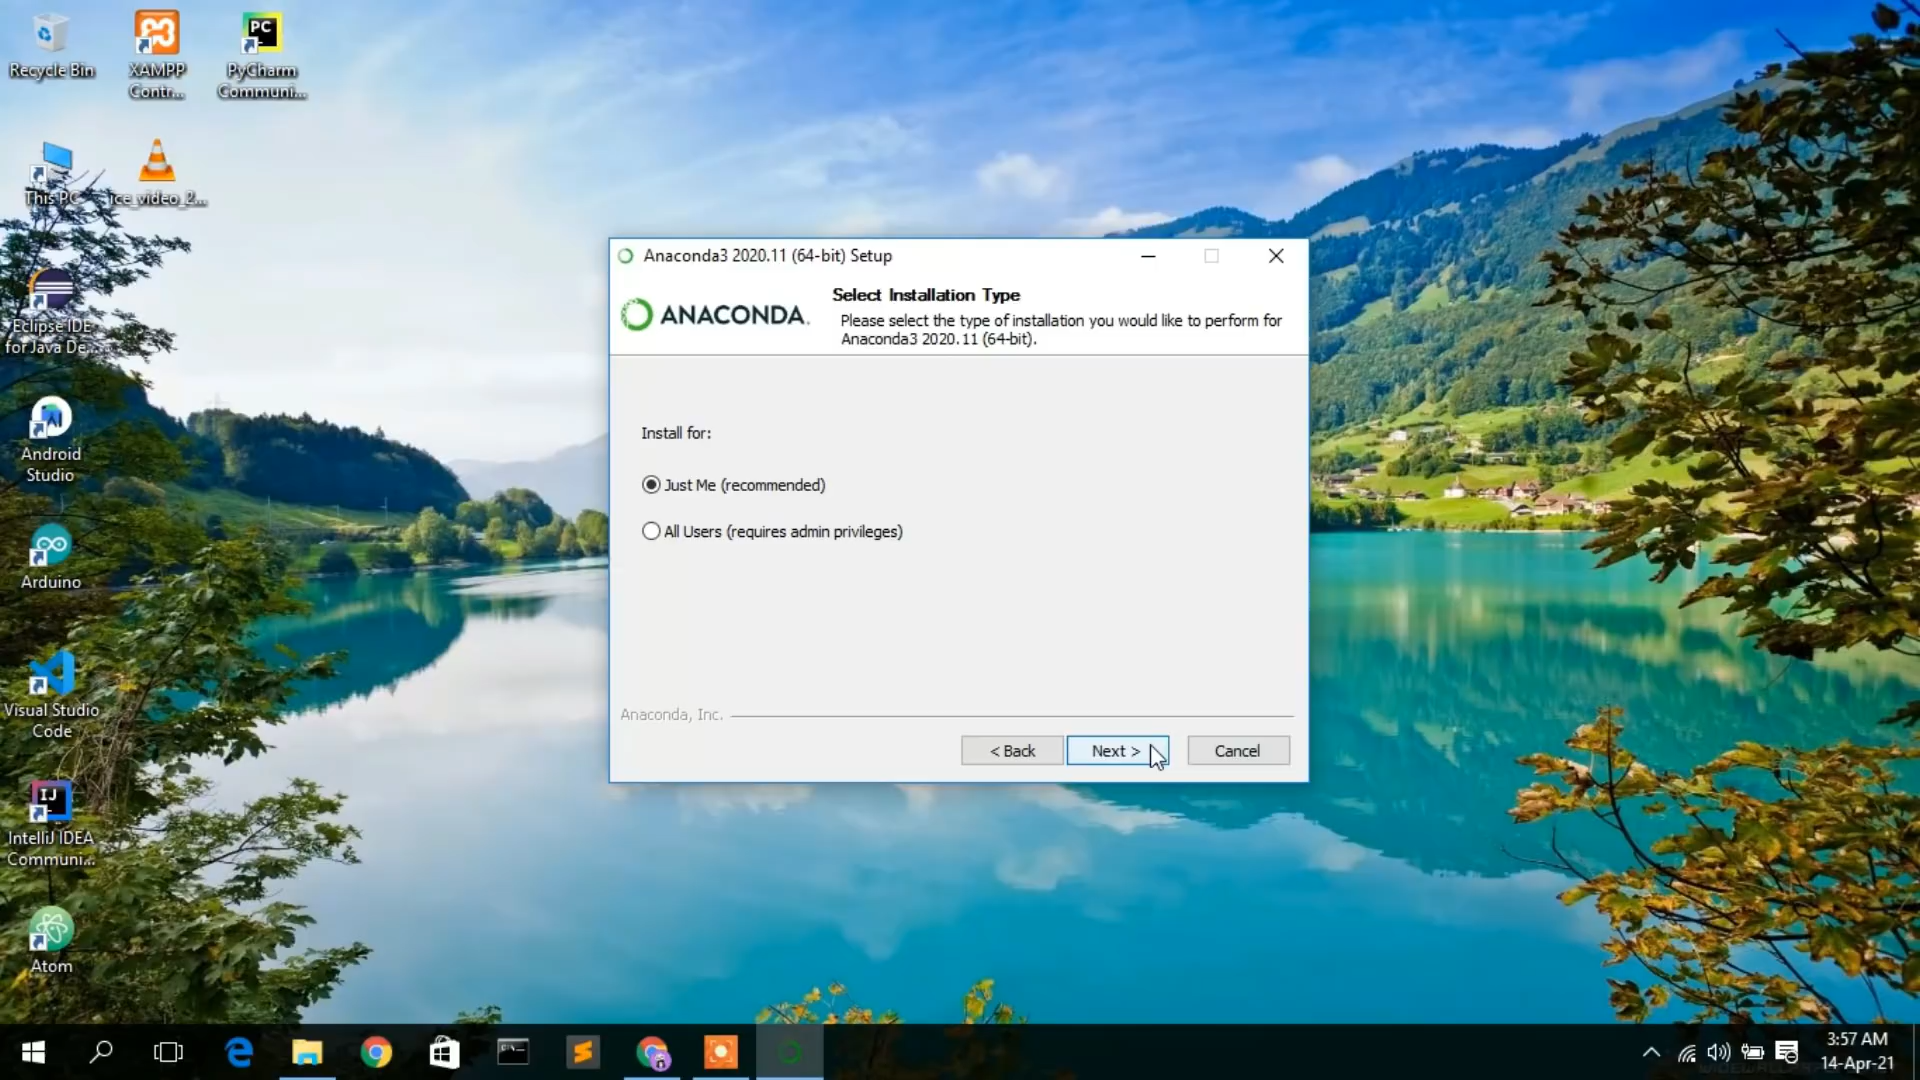 Recycle Bin
XAMPP
Contr...
PyCharm
Communi...
This PC
ice_video_2...
Eclipse IDE
for Java De...
Android
Studio
Arduino
Visual Studio
Code
IntelliJ IDEA
Communi...
Atom
Anaconda3 2020.11 (64-bit) Setup
ANACONDA.
Select Installation Type
Please select the type of installation you would like to perform for
Anaconda3 2020.11 (64-bit).
Install for:
Just Me (recommended)
All Users (requires admin privileges)
Anaconda, Inc.
< Back
Next >
Cancel
3:57 AM
14-Apr-21